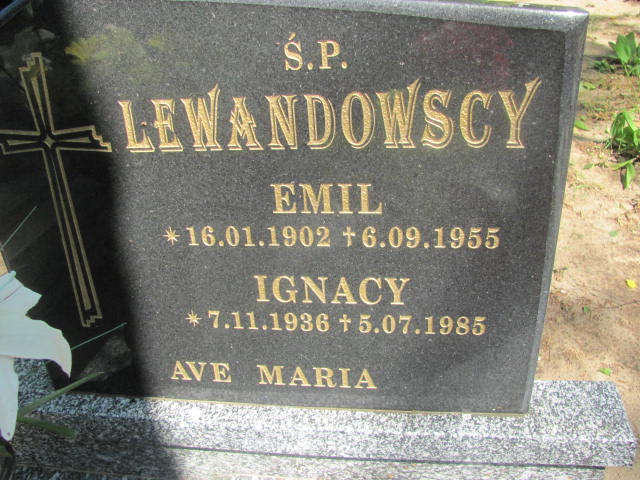 Ś.P.
LEWANDOWSCY
EMIL
* 16.01.1902 † 6.09.1955
IGNACY
* 7.11.1936 † 5.07.1985
AVE MARIA